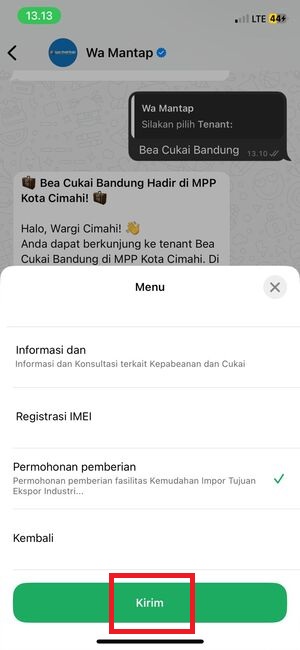 13.13
LTE 44
Wa Mantap
Wa Mantap
Silakan pilih Tenant:
Bea Cukai Bandung 13.10
Bea Cukai Bandung Hadir di MPP
Kota Cimahi!
Halo, Wargi Cimahi!
Anda dapat berkunjung ke tenant Bea
Cukai Bandung di MPP Kota Cimahi. Di
Menu
Informasi dan
Informasi dan Konsultasi terkait Kepabeanan dan Cukai
Registrasi IMEI
Permohonan pemberian
Permohonan pemberian fasilitas Kemudahan Impor Tujuan
Ekspor Industri...
Kembali
Kirim